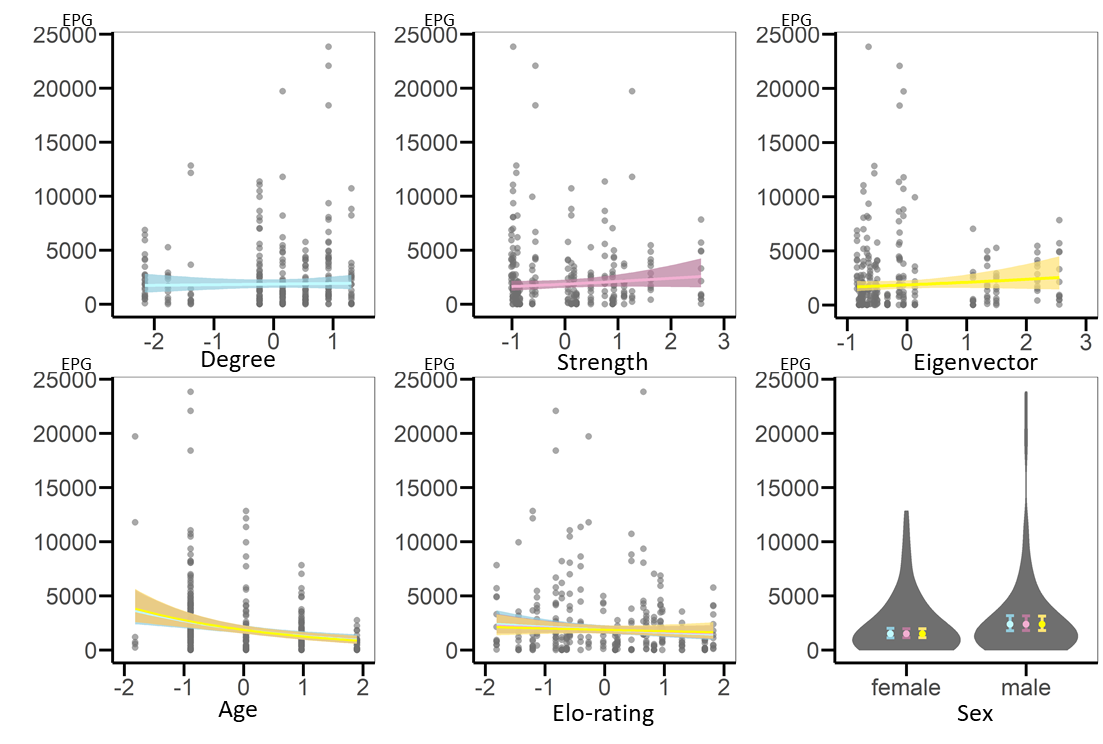 EPG EPG EPG
25000 25000 25000
20000 20000 20000
15000 15000 15000
10000 10000 10000
5000 5000 5000
0 0 0
-2 -1 0 1 -1 0 1 2 3 -1 0 1 2 3
Degree Strength Eigenvector
EPG EPG EPG
25000 25000 25000
20000 20000 20000
15000 15000 15000
10000 10000 10000
5000 5000 5000
0 0 0
-2 -1 0 1 2 -2 -1 0 1 2 female male
Age Elo-rating Sex